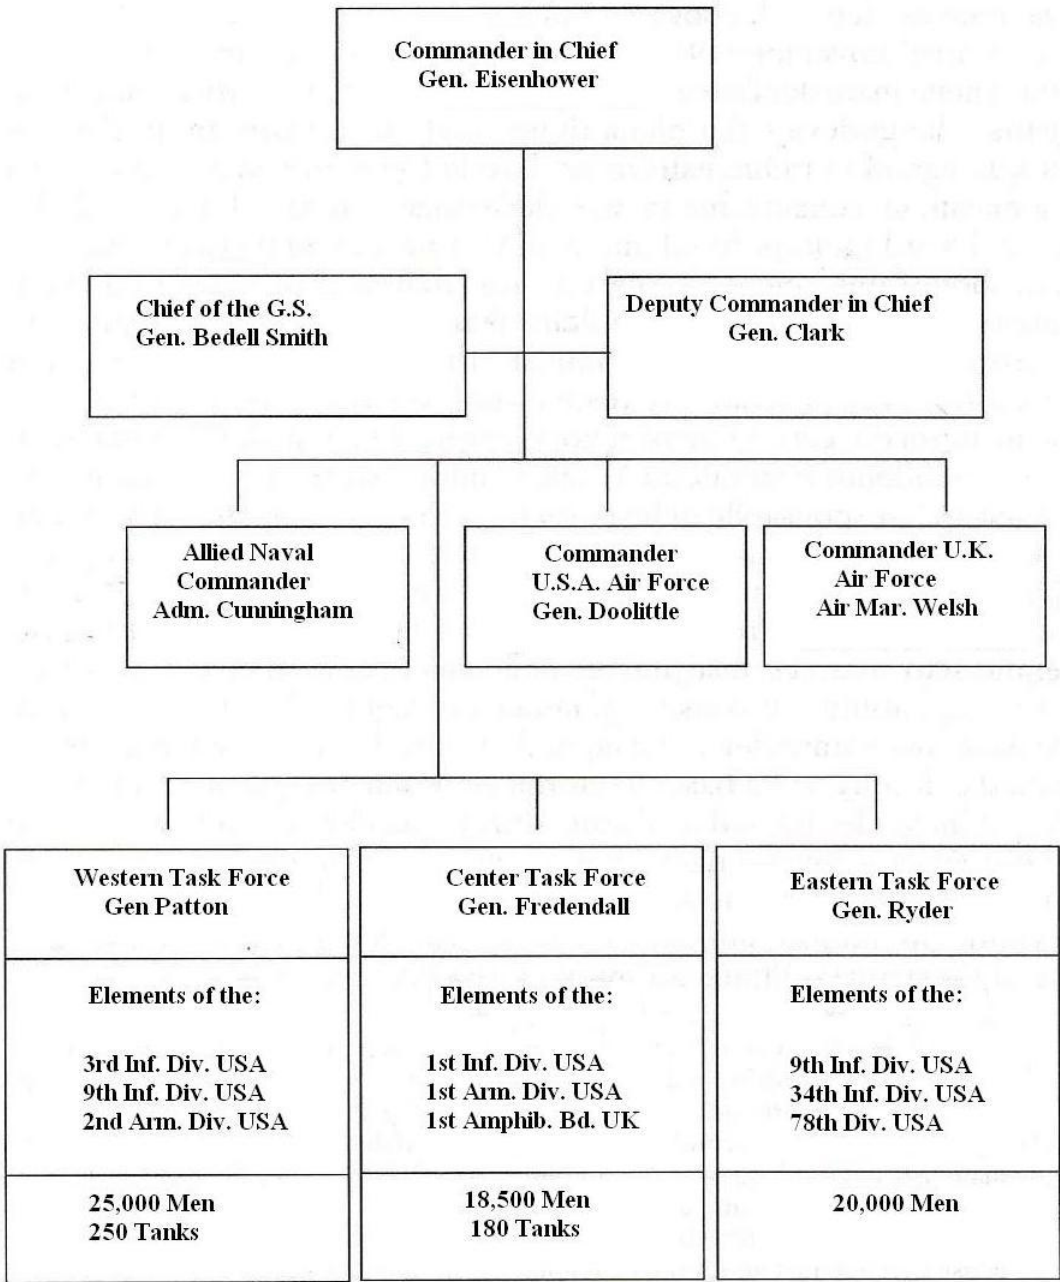 Commander in Chief
Gen. Eisenhower
Chief of the G.S.
Gen. Bedell Smith
Deputy Commander in Chief
Gen. Clark
Allied Naval
Commander
Adm. Cunningham
Commander
U.S.A. Air Force
Gen. Doolittle
Commander U.K.
Air Force
Air Mar. Welsh
Western Task Force
Gen Patton
Elements of the:
3rd Inf. Div. USA
9th Inf. Div. USA
2nd Arm. Div. USA
25,000 Men
250 Tanks
Center Task Force
Gen. Fredendall
Elements of the:
1st Inf. Div. USA
1st Arm. Div. USA
1st Amphib. Bd. UK
18,500 Men
180 Tanks
Eastern Task Force
Gen. Ryder
Elements of the:
9th Inf. Div. USA
34th Inf. Div. USA
78th Div. USA
20,000 Men